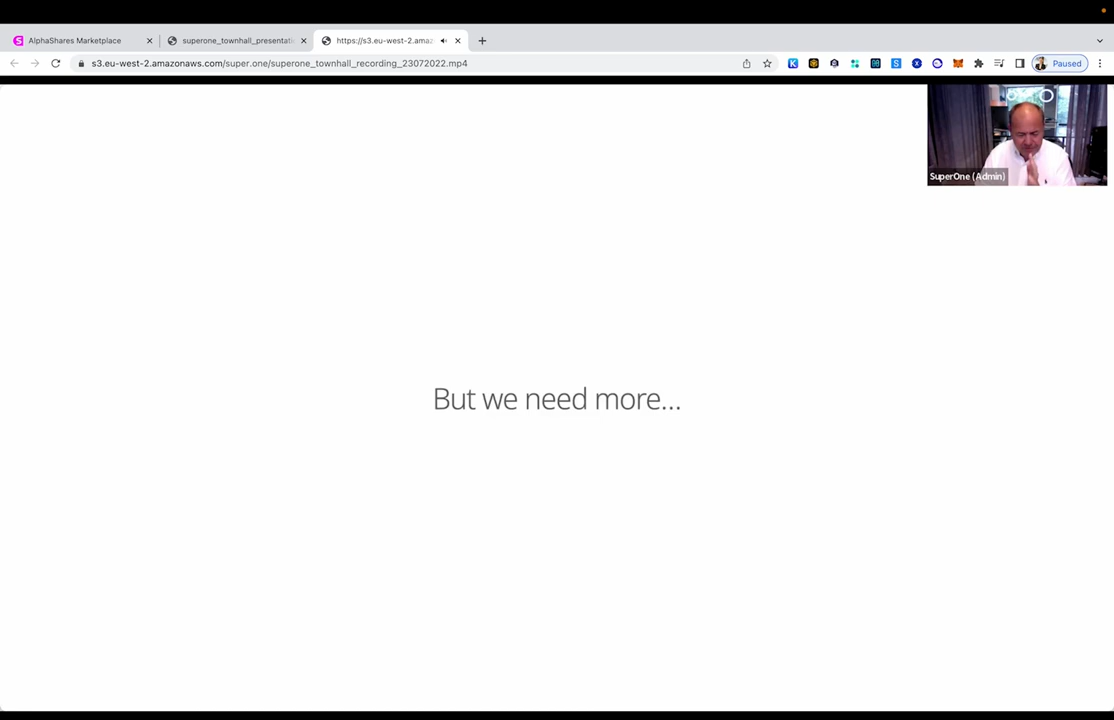 AlphaShares Marketplace
superone_townhall_presentati
https://s3.eu-west-2.amaz
s3.eu-west-2.amazonaws.com/super.one/superone_townhall_recording_23072022.mp4
Paused
SuperOne (Admin)
But we need more...